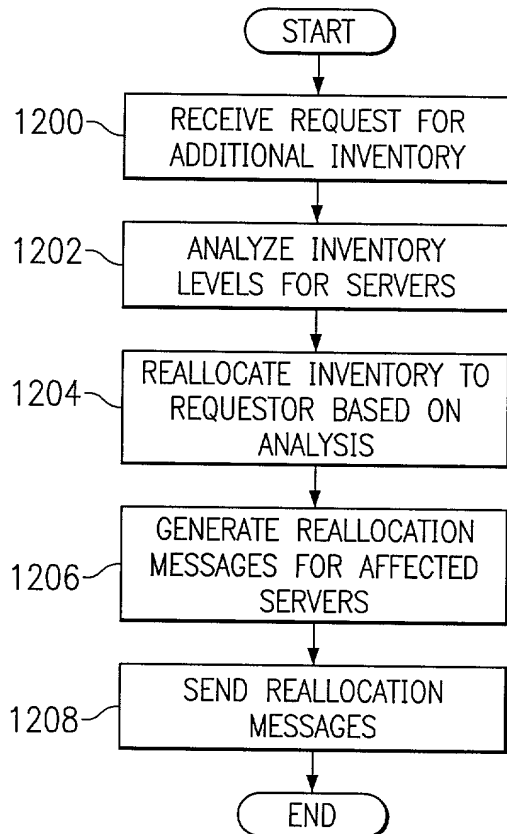 START
1200
RECEIVE REQUEST FOR
ADDITIONAL INVENTORY
1202
ANALYZE INVENTORY
LEVELS FOR SERVERS
1204
REALLOCATE INVENTORY TO
REQUESTOR BASED ON
ANALYSIS
1206
GENERATE REALLOCATION
MESSAGES FOR AFFECTED
SERVERS
1208
SEND REALLOCATION
MESSAGES
END